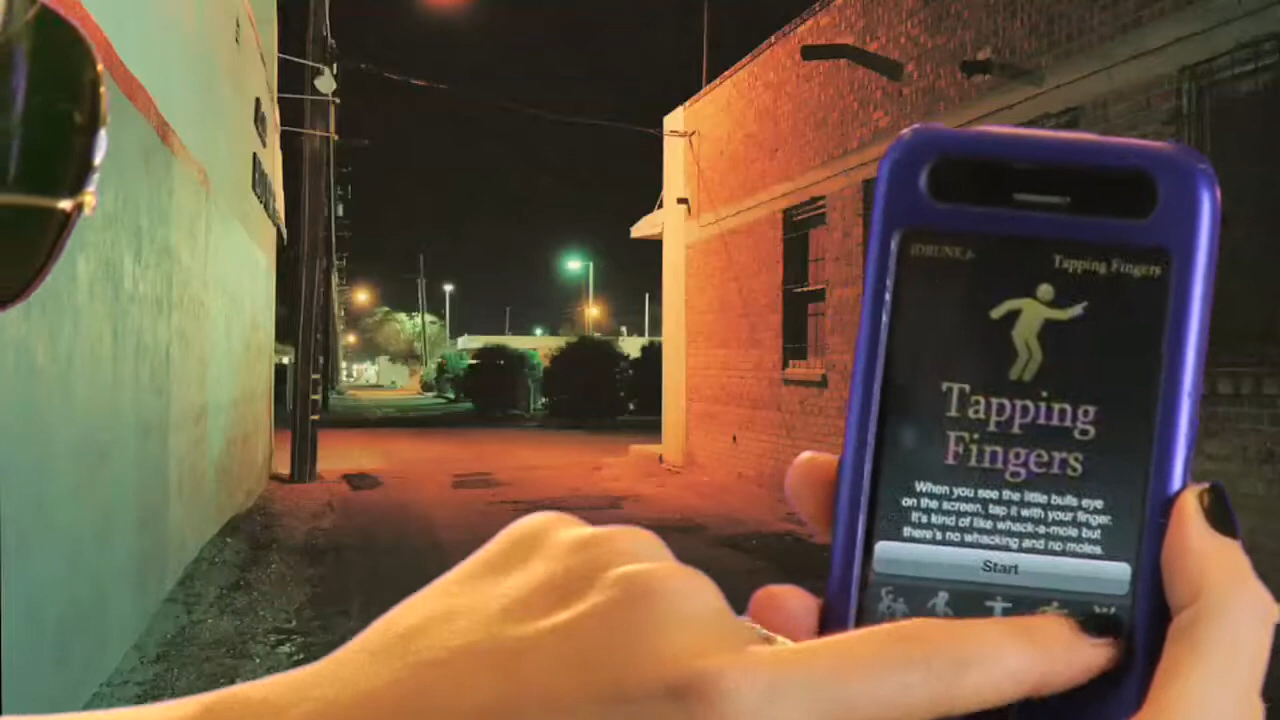 iDRUNK?
Tapping Fingers
Tapping
Fingers
When you see the little bulls eye
on the screen, tap it with your finger.
It's kind of like whack-a-mole but
there's no whacking and no moles.
Start